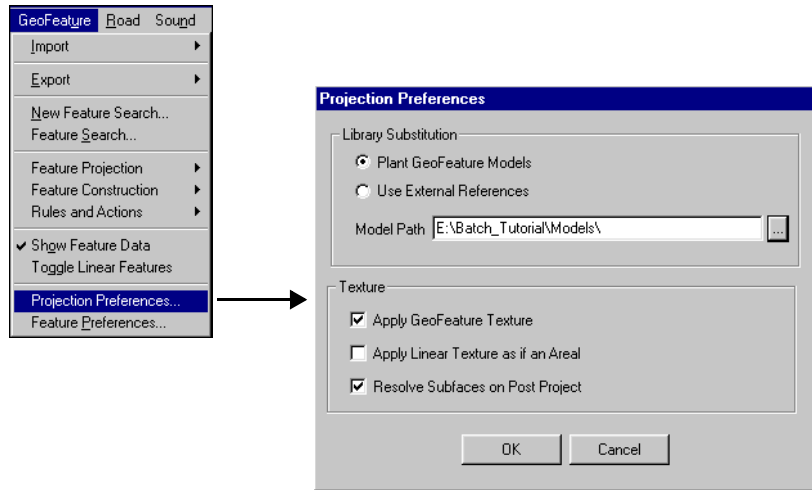 GeoFeature Road Sound
Import
Export
New Feature Search...
Feature Search...
Feature Projection
Feature Construction
Rules and Actions
Show Feature Data
Toggle Linear Features
Projection Preferences...
Feature Preferences...
Projection Preferences
Library Substitution
Plant GeoFeature Models
Use External References
Model Path E:\Batch_Tutorial\Models\ ...
Texture
Apply GeoFeature Texture
Apply Linear Texture as if an Areal
Resolve Subfaces on Post Project
OK Cancel